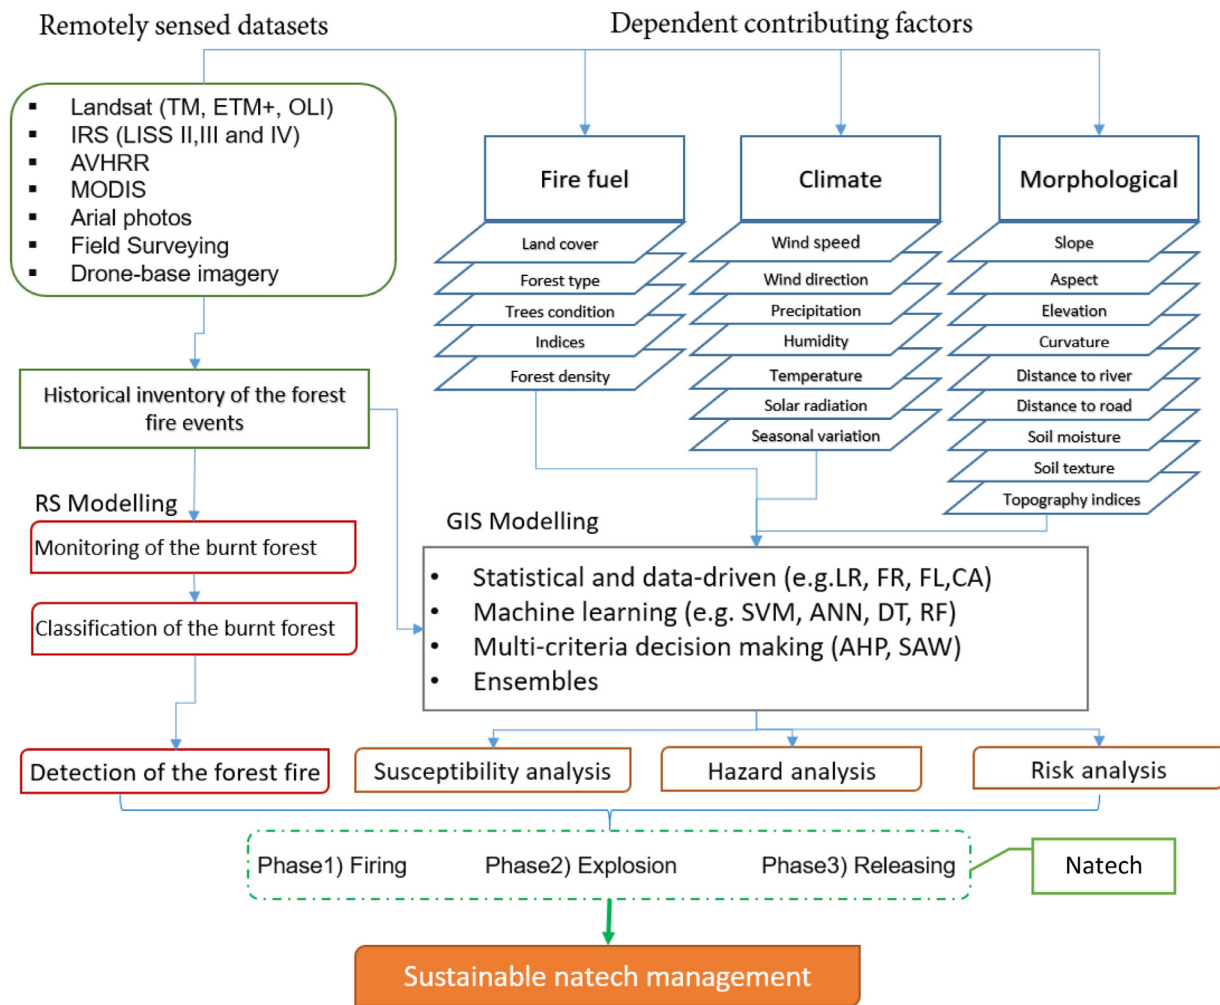 Remotely sensed datasets
Dependent contributing factors
Landsat (TM, ETM+, OLI)
IRS (LISS II,III and IV)
AVHRR
MODIS
Arial photos
Field Surveying
Drone-base imagery
Fire fuel
Land cover
Forest type
Trees condition
Indices
Forest density
Climate
Wind speed
Wind direction
Precipitation
Humidity
Temperature
Solar radiation
Seasonal variation
Morphological
Slope
Aspect
Elevation
Curvature
Distance to river
Distance to road
Soil moisture
Soil texture
Topography indices
Historical inventory of the forest
fire events
RS Modelling
Monitoring of the burnt forest
Classification of the burnt forest
GIS Modelling
Statistical and data-driven (e.g.LR, FR, FL,CA)
Machine learning (e.g. SVM, ANN, DT, RF)
Multi-criteria decision making (AHP, SAW)
Ensembles
Detection of the forest fire
Susceptibility analysis
Hazard analysis
Risk analysis
Phase1) Firing
Phase2) Explosion
Phase3) Releasing
Natech
Sustainable natech management